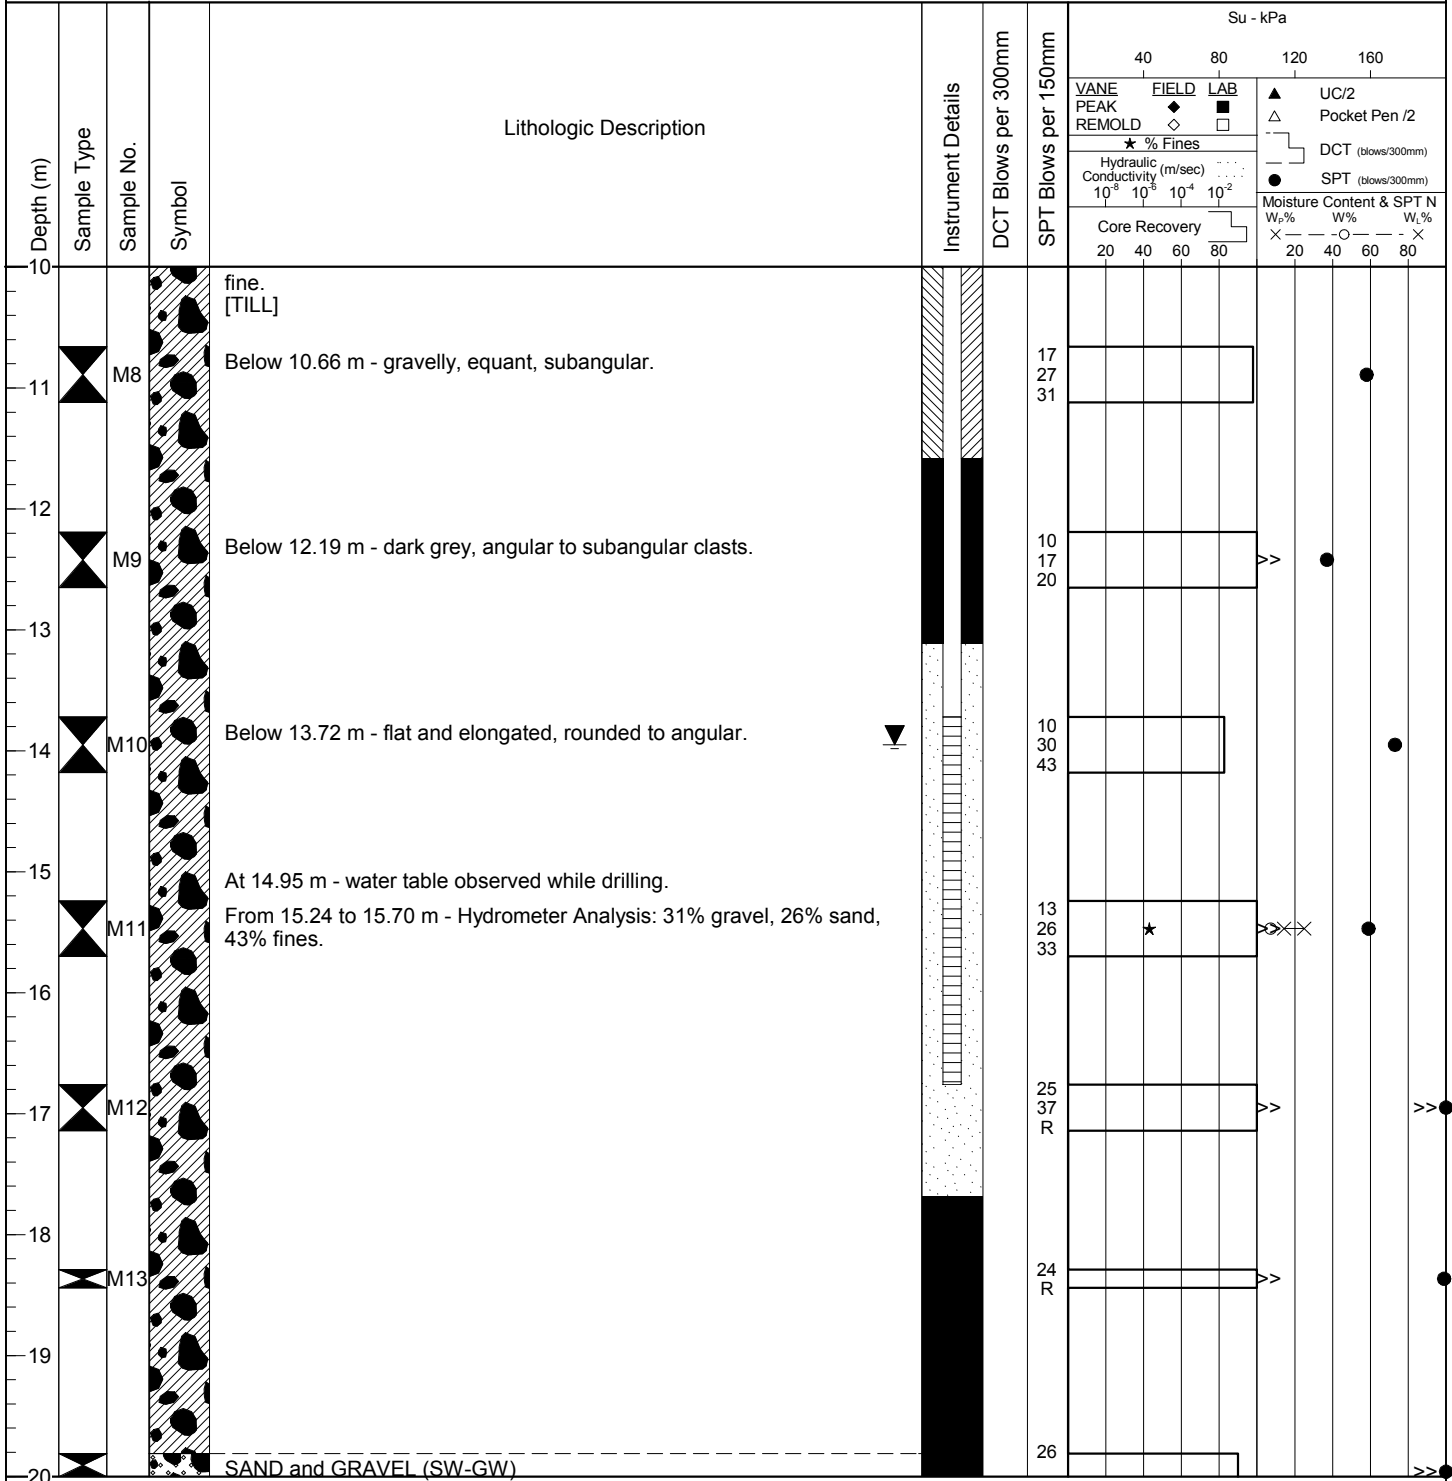 Su - kPa
40 80 120 160
VANE FIELD LAB
PEAK ◆ ■
REMOLD ◇ □
★ % Fines
Hydraulic Conductivity (m/sec)
10-8 10-6 10-4 10-2
Core Recovery
20 40 60 80
▲ UC/2
△ Pocket Pen /2
DCT (blows/300mm)
● SPT (blows/300mm)
Moisture Content & SPT N
WP% W% WL%
20 40 60 80
Depth (m)
Sample Type
Sample No.
Symbol
Lithologic Description
Instrument Details
DCT Blows per 300mm
SPT Blows per 150mm
10
fine.
[TILL]
M8
Below 10.66 m - gravelly, equant, subangular.
17
27
31
11
12
M9
Below 12.19 m - dark grey, angular to subangular clasts.
10
17
20
>>
13
M10
Below 13.72 m - flat and elongated, rounded to angular.
10
30
43
14
15
At 14.95 m - water table observed while drilling.
M11
From 15.24 to 15.70 m - Hydrometer Analysis: 31% gravel, 26% sand,
43% fines.
13
26
33
>>
16
17
M12
25
37
R
>> >>
18
M13
24
R
>>
19
26
SAND and GRAVEL (SW-GW)
>>
20